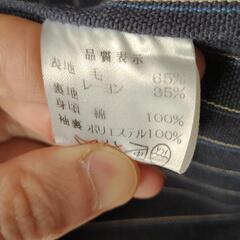 品質表示
表地 毛 65%
レーヨン 35%
裏地
身頃 綿 100%
胴裏 ポリエステル100%